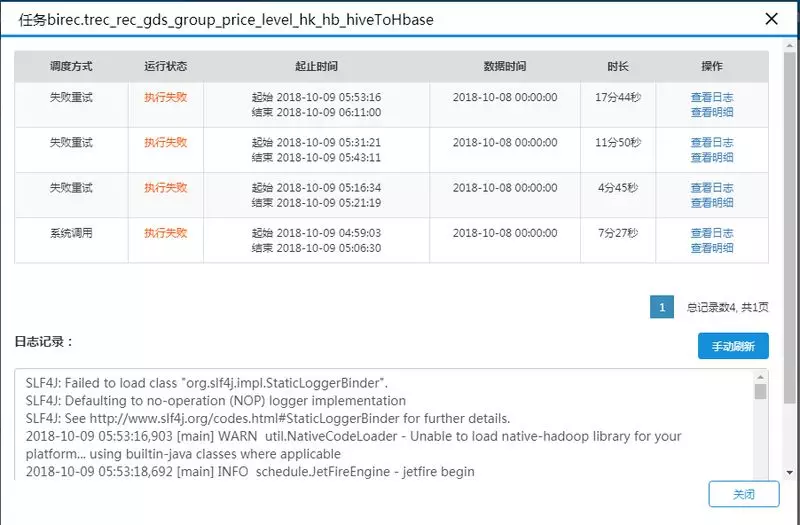 任务birec.trec_rec_gds_group_price_level_hk_hb_hiveToHbase
调度方式 运行状态 起止时间 数据时间 时长 操作
失败重试 执行失败 起始 2018-10-09 05:53:16 2018-10-08 00:00:00 17分44秒 查看日志
结束 2018-10-09 06:11:00 查看明细
失败重试 执行失败 起始 2018-10-09 05:31:21 2018-10-08 00:00:00 11分50秒 查看日志
结束 2018-10-09 05:43:11 查看明细
失败重试 执行失败 起始 2018-10-09 05:16:34 2018-10-08 00:00:00 4分45秒 查看日志
结束 2018-10-09 05:21:19 查看明细
系统调用 执行失败 起始 2018-10-09 04:59:03 2018-10-08 00:00:00 7分27秒 查看日志
结束 2018-10-09 05:06:30 查看明细
1 总记录数4, 共1页
日志记录： 手动刷新
SLF4J: Failed to load class "org.slf4j.impl.StaticLoggerBinder".
SLF4J: Defaulting to no-operation (NOP) logger implementation
SLF4J: See http://www.slf4j.org/codes.html#StaticLoggerBinder for further details.
2018-10-09 05:53:16,903 [main] WARN  util.NativeCodeLoader - Unable to load native-hadoop library for your
platform... using builtin-java classes where applicable
2018-10-09 05:53:18,692 [main] INFO  schedule.JetFireEngine - jetfire begin
关闭